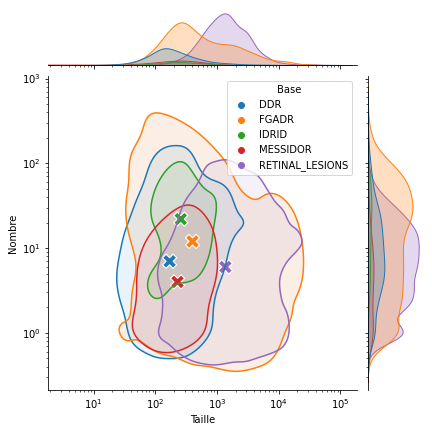 Base
DDR
FGADR
IDRID
MESSIDOR
RETINAL_LESIONS
10³
10²
10¹
10⁰
Nombre
10¹ 10² 10³ 10⁴ 10⁵
Taille